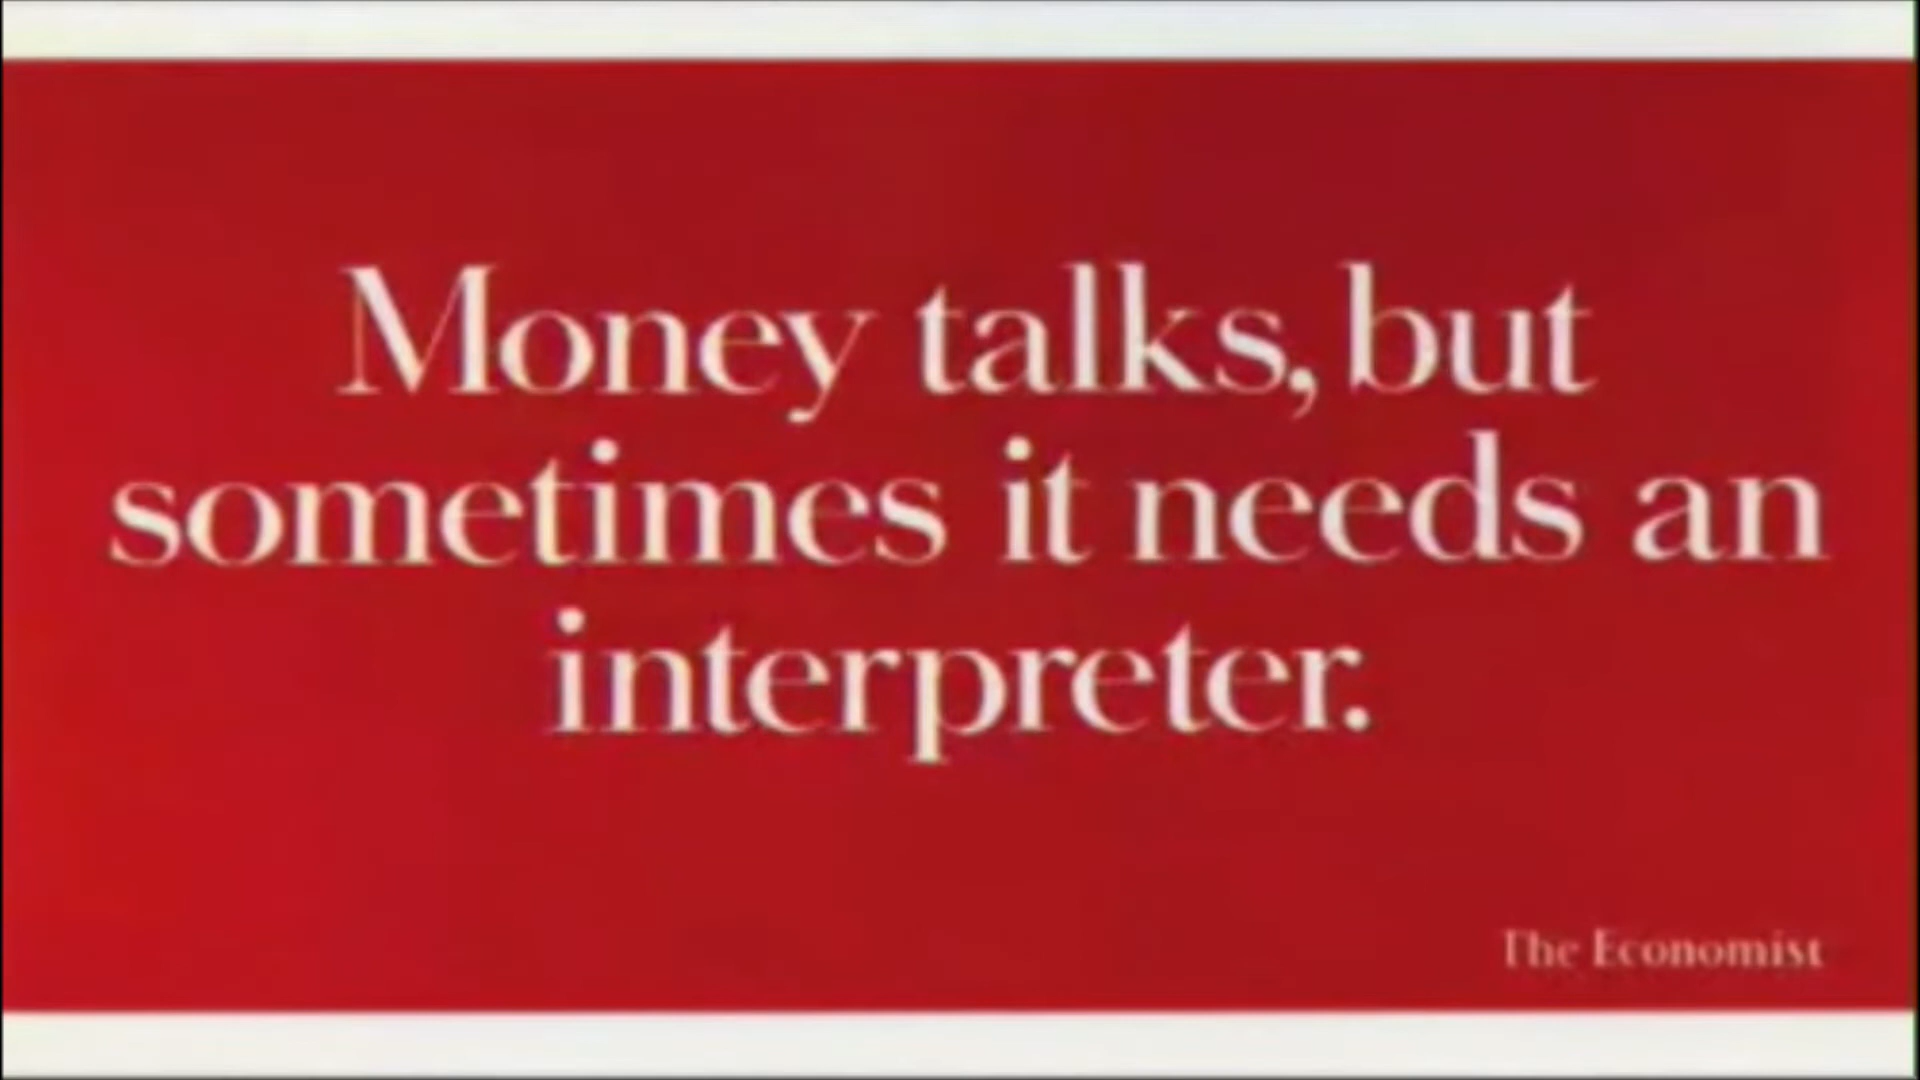 Money talks, but
sometimes it needs an
interpreter.
The Economist